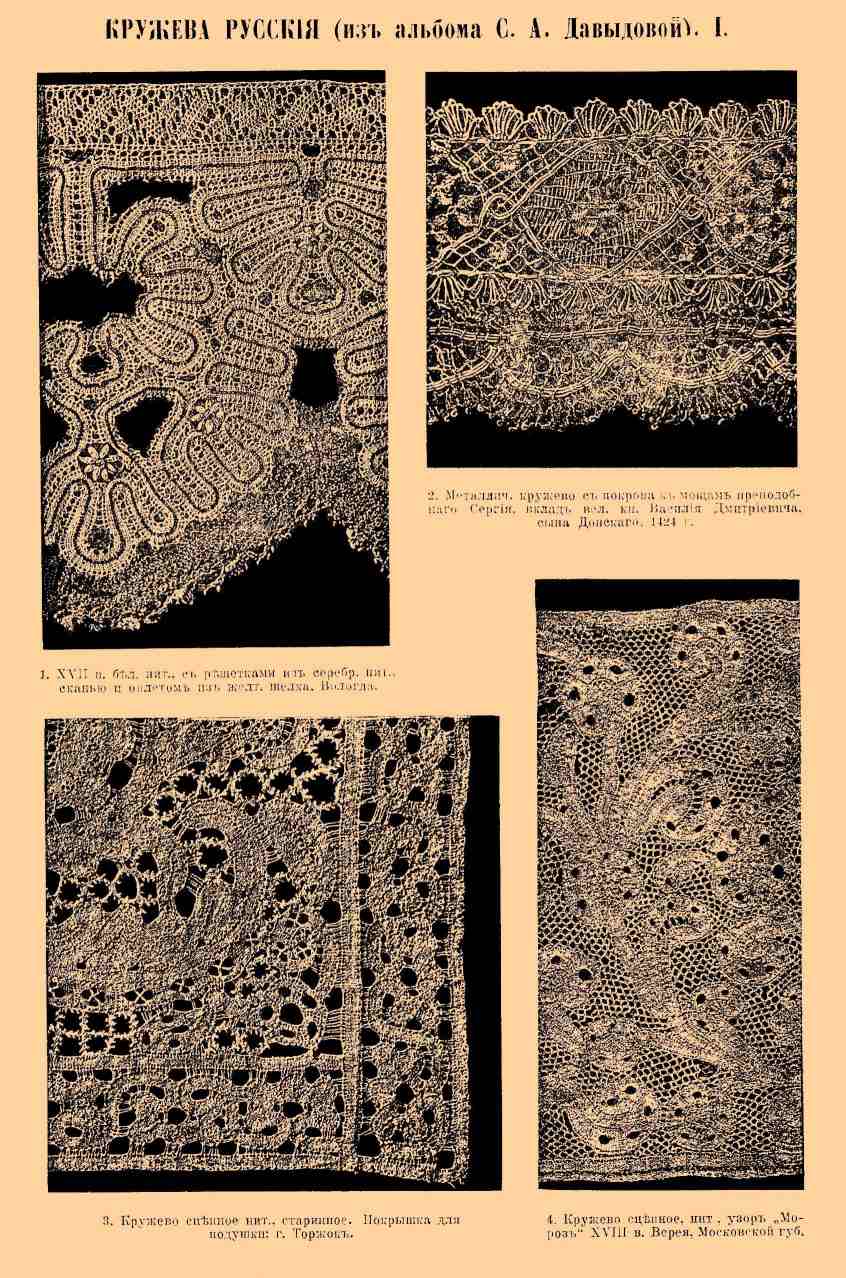 КРУЖЕВА РУССКІЯ (изъ альбома С. А. Давыдовой). I.
2. Металлич. кружево съ покрова къ мощамъ преподоб-
наго Сергія, вкладъ вел. кн. Василія Дмитріевича,
сына Донскаго, 1424 г.
1. XVII в. бѣл. нит., съ рѣшетками изъ серебр. нит.,
сканью и оплетомъ изъ желт. шелка. Вологда.
3. Кружево сцѣпное нит., старинное. Покрышка для
подушки; г. Торжокъ.
4. Кружево сцѣпное, нит., узоръ „Мо-
розъ“ XVIII в. Верея, Московской губ.